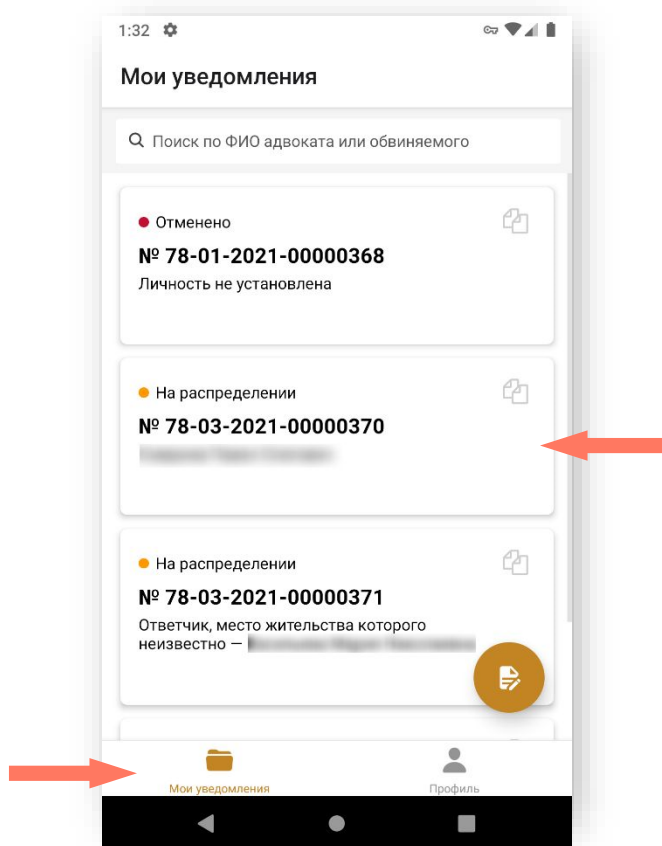 1:32
Мои уведомления
Поиск по ФИО адвоката или обвиняемого
Отменено
№ 78-01-2021-00000368
Личность не установлена
На распределении
№ 78-03-2021-00000370
На распределении
№ 78-03-2021-00000371
Ответчик, место жительства которого
неизвестно —
Мои уведомления
Профиль